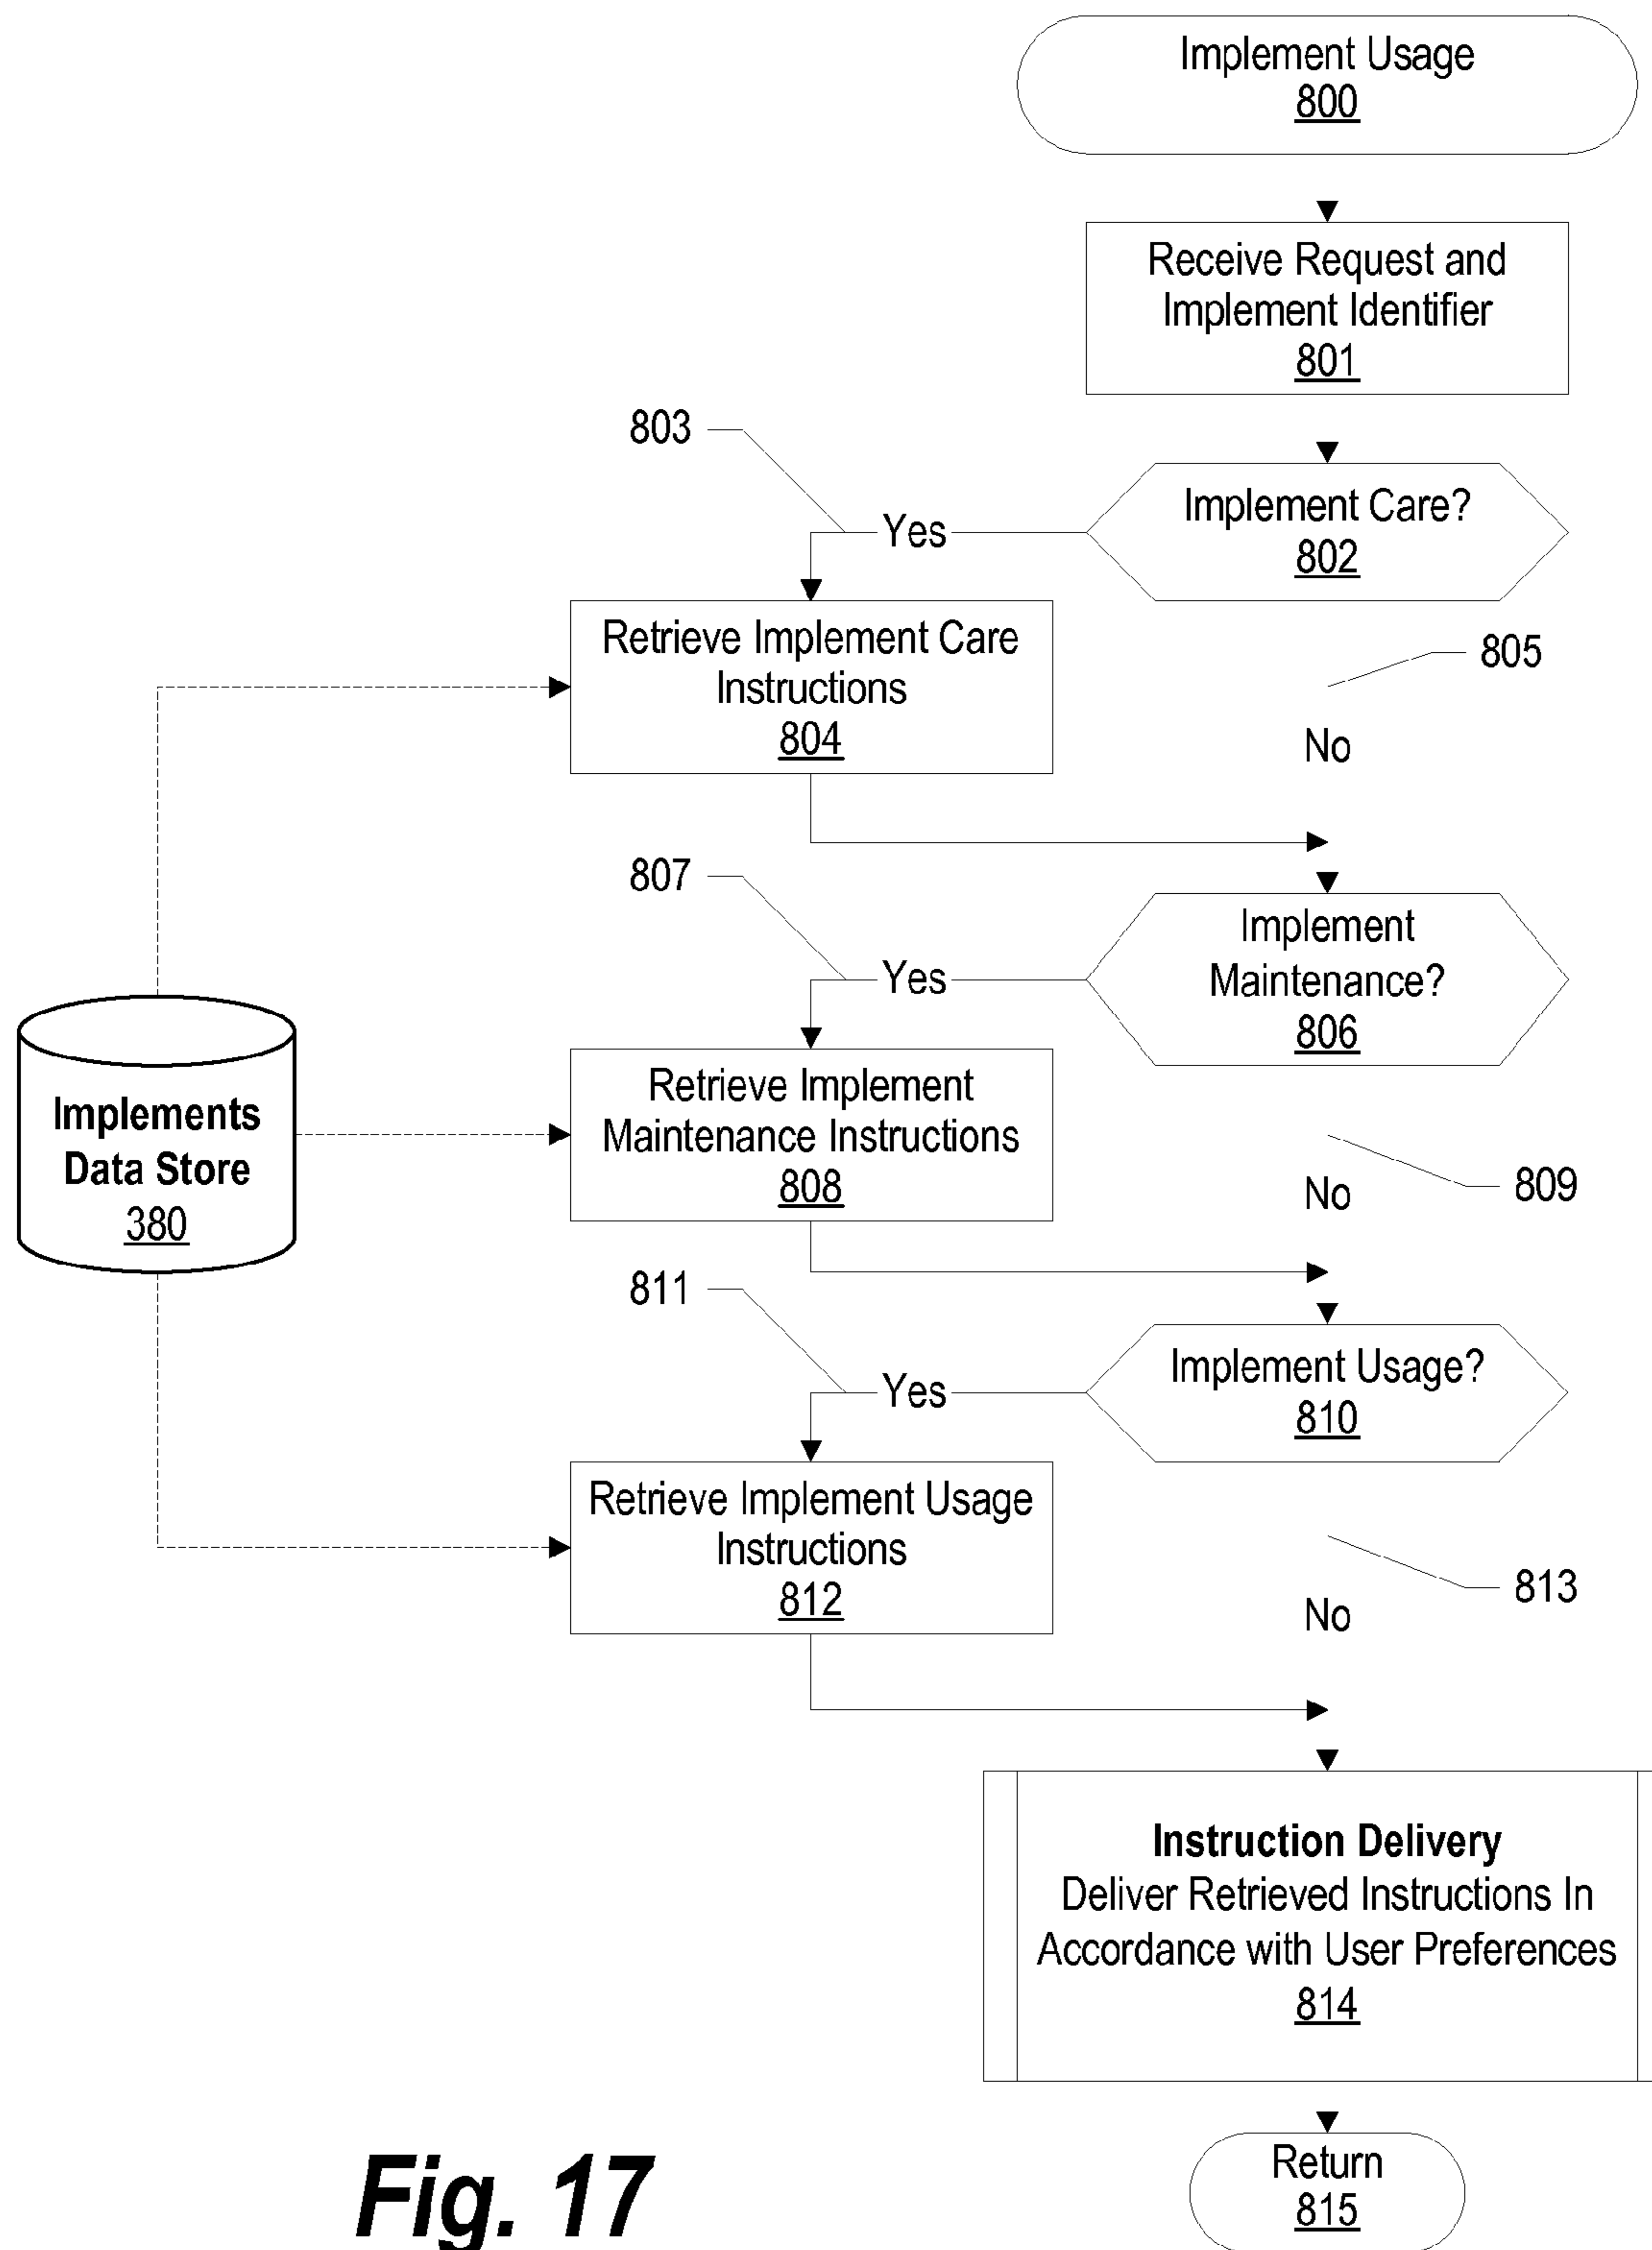 Implement Usage
800
Receive Request and
Implement Identifier
801
803
Implement Care?
802
Yes
Retrieve Implement Care
Instructions
804
805
No
807
Implement
Maintenance?
806
Yes
Implements
Data Store
380
Retrieve Implement
Maintenance Instructions
808
809
No
811
Implement Usage?
810
Yes
Retrieve Implement Usage
Instructions
812
813
No
Instruction Delivery
Deliver Retrieved Instructions In
Accordance with User Preferences
814
Return
815
Fig. 17